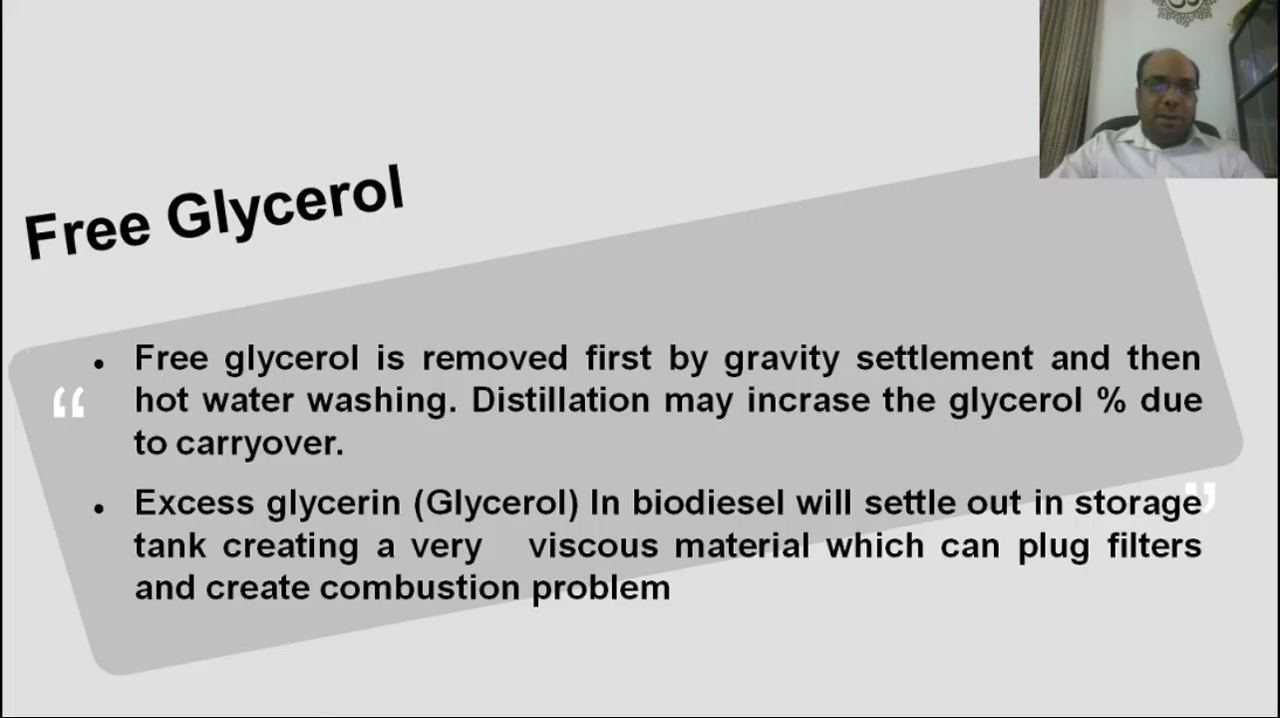 Free Glycerol
“
• Free glycerol is removed first by gravity settlement and then
hot water washing. Distillation may incrase the glycerol % due
to carryover.
• Excess glycerin (Glycerol) In biodiesel will settle out in storage
tank creating a very viscous material which can plug filters
and create combustion problem
”